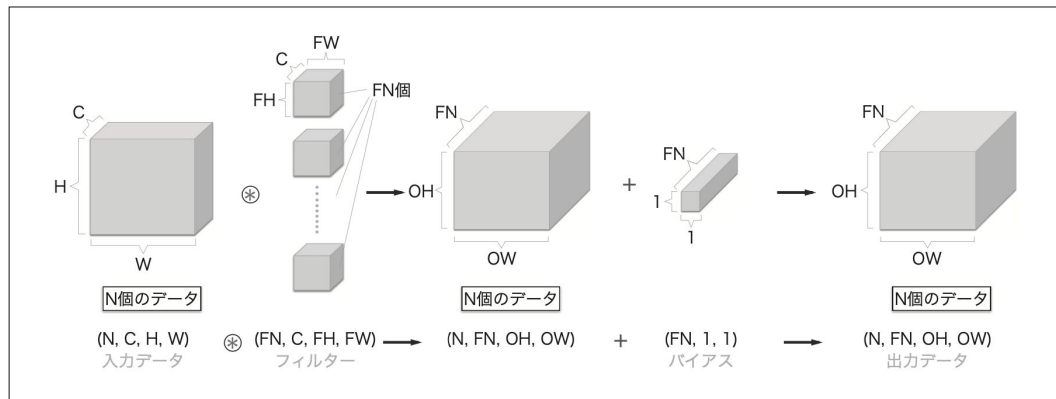 FW
C
FH
FN個
C
H
W
⊛
FN
OH
OW
+
FN
1
1
FN
OH
OW
N個のデータ
N個のデータ
N個のデータ
(N, C, H, W) ⊛ (FN, C, FH, FW) → (N, FN, OH, OW) + (FN, 1, 1) → (N, FN, OH, OW)
入力データ フィルター バイアス 出力データ